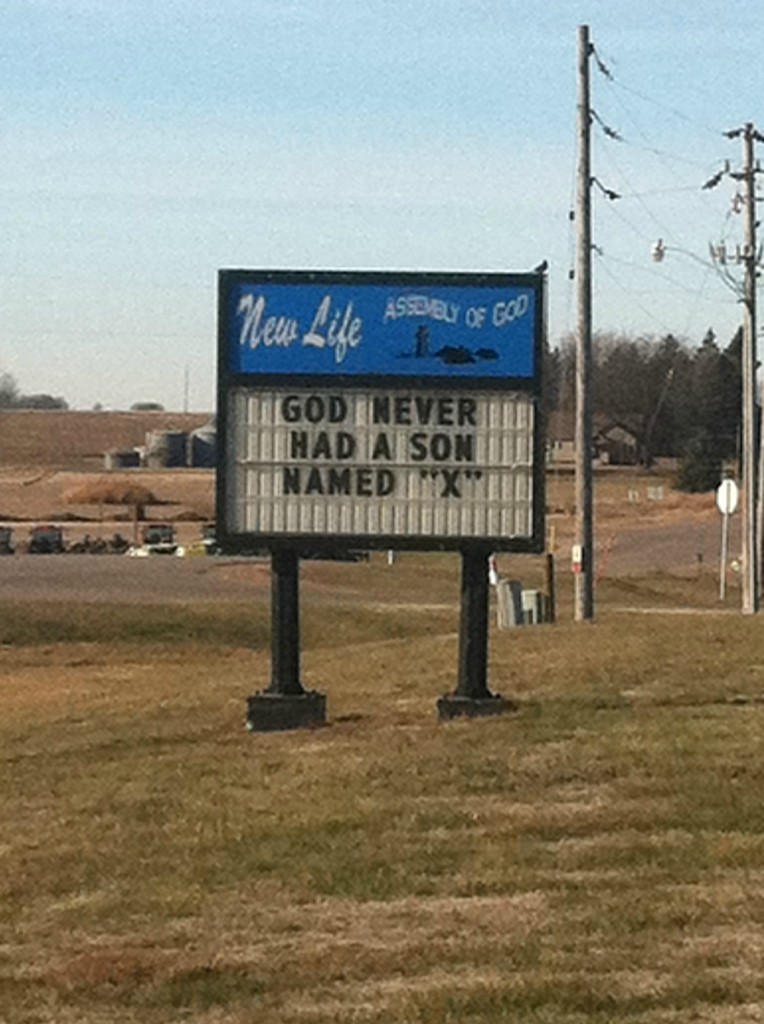 New Life
ASSEMBLY OF GOD
GOD NEVER
HAD A SON
NAMED "X"